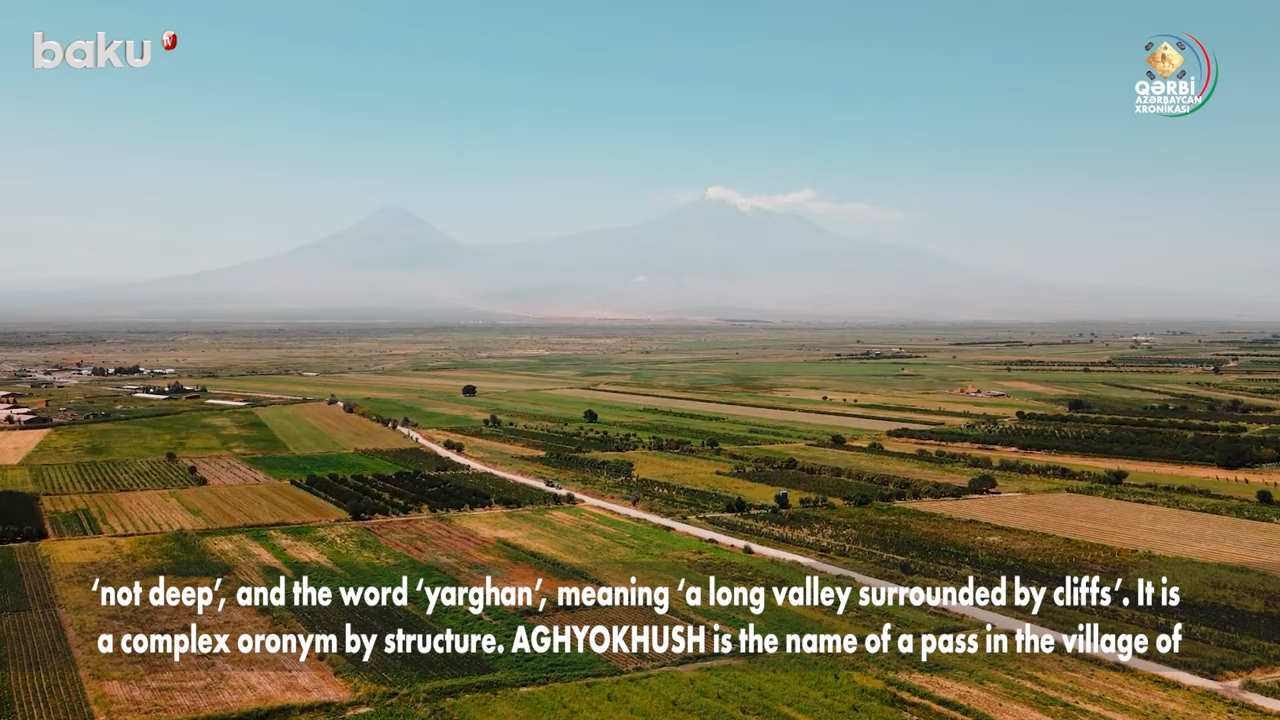 baku TV
QƏRBİ
AZƏRBAYCAN
XRONİKASI
‘not deep’, and the word ‘yarghan’, meaning ‘a long valley surrounded by cliffs’. It is
a complex oronym by structure. AGHYOKHUSH is the name of a pass in the village of